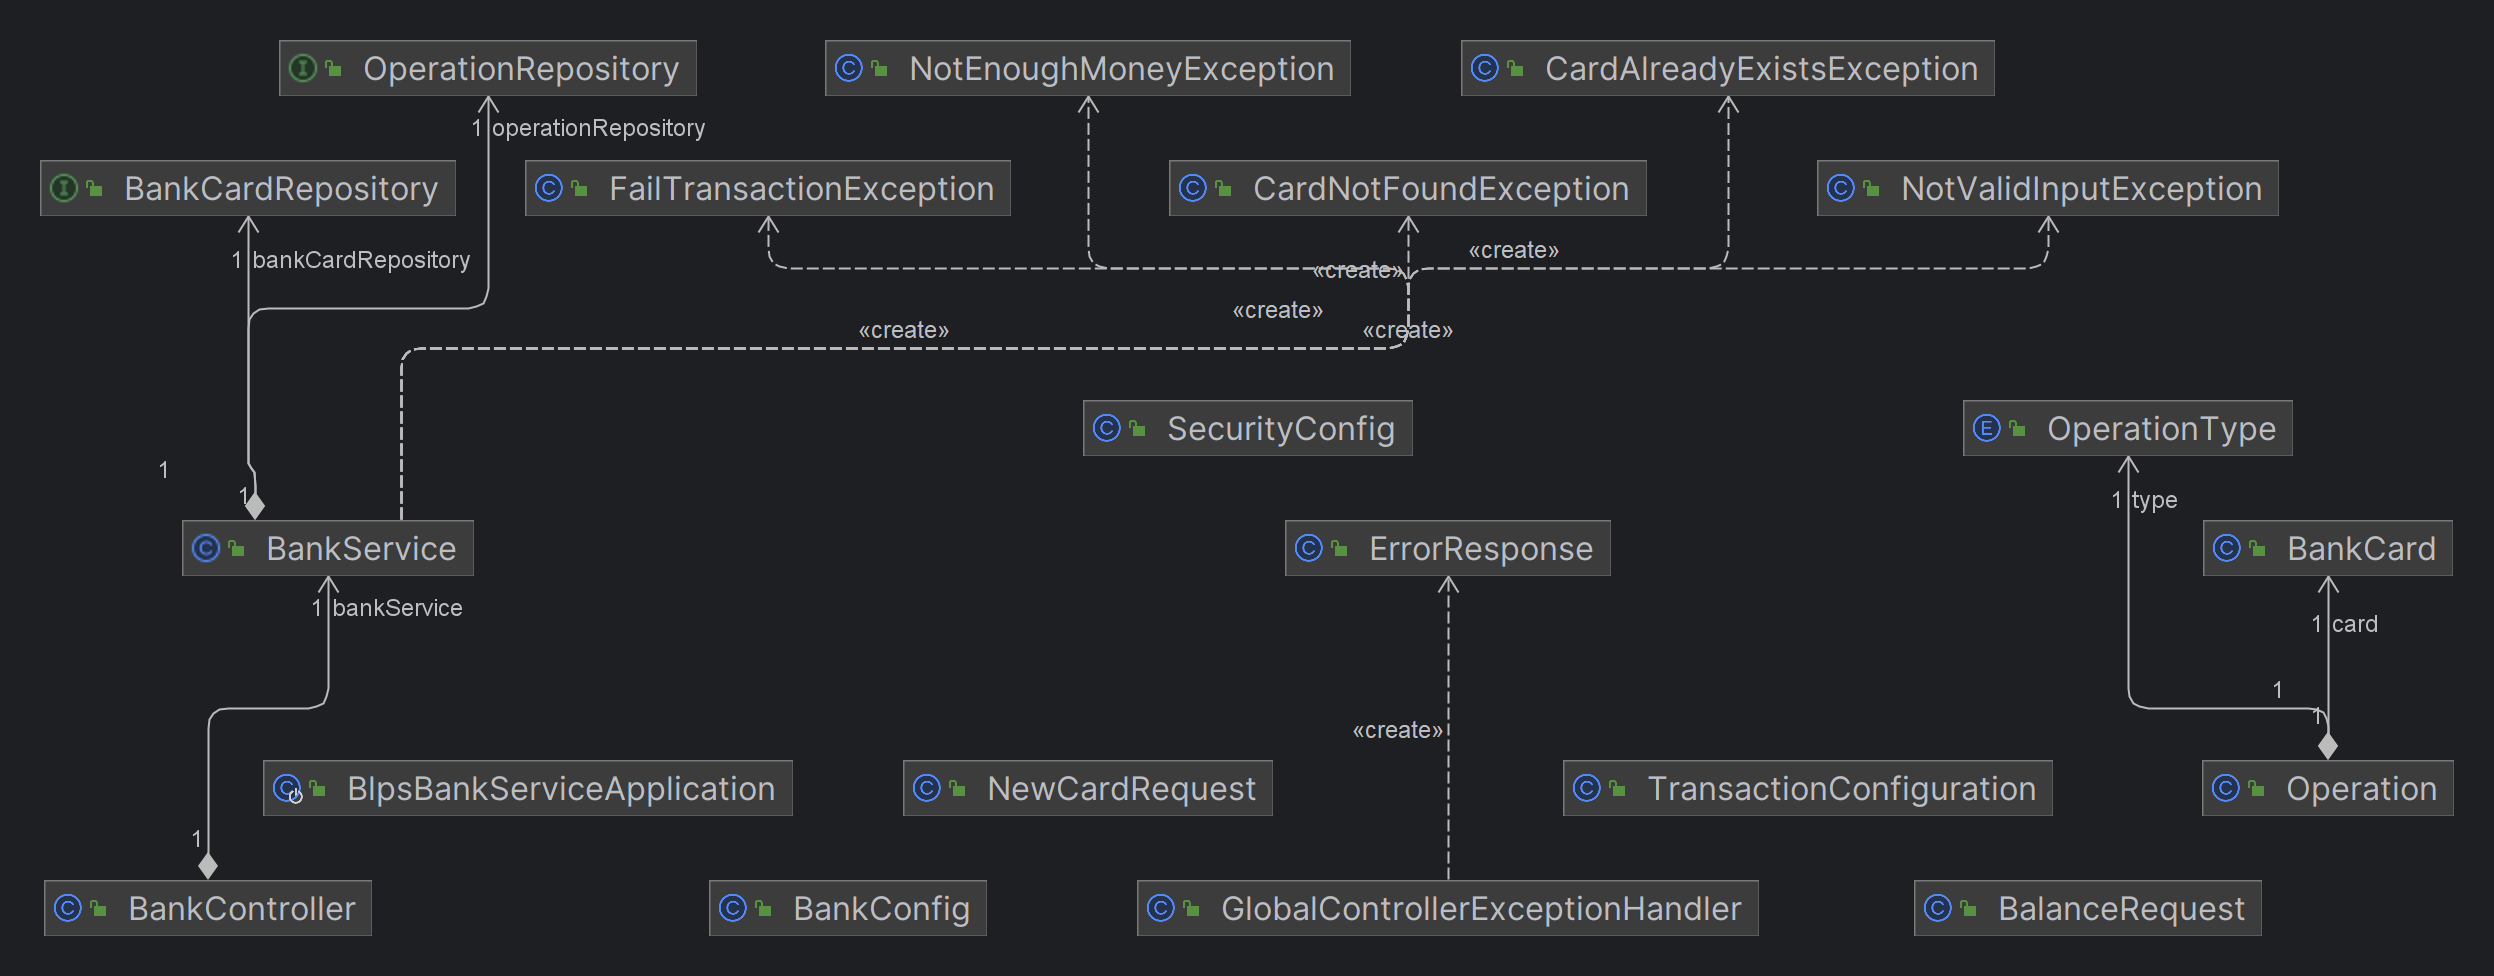 OperationRepository
NotEnoughMoneyException
CardAlreadyExistsException
1 operationRepository
BankCardRepository
FailTransactionException
CardNotFoundException
NotValidInputException
1 bankCardRepository
«create»
«create»
«create»
«create»
«create»
SecurityConfig
OperationType
1
1
1 type
BankService
ErrorResponse
BankCard
1 bankService
1 card
1
1
«create»
BlpsBankServiceApplication
NewCardRequest
TransactionConfiguration
Operation
1
BankController
BankConfig
GlobalControllerExceptionHandler
BalanceRequest